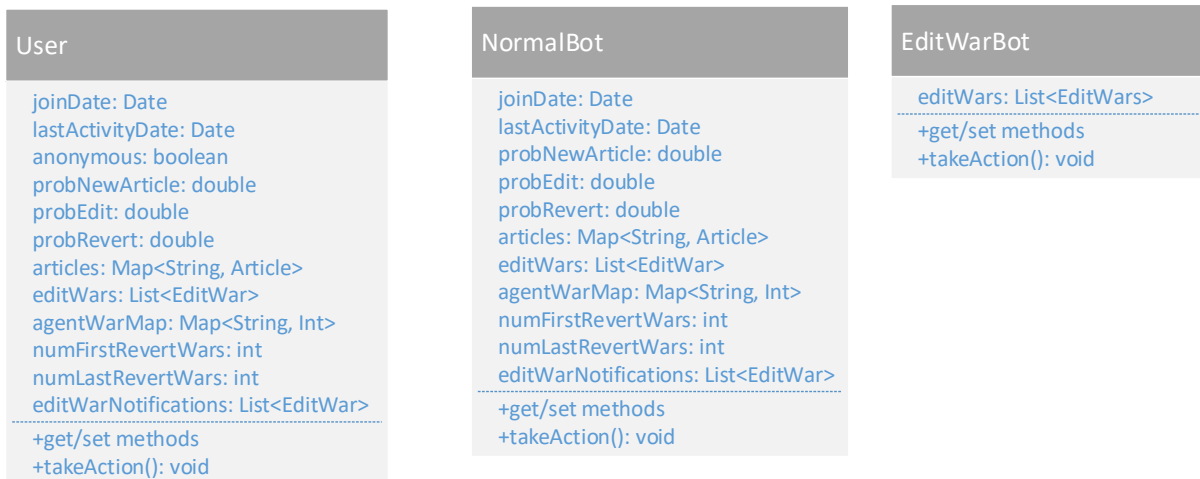 User
joinDate: Date
lastActivityDate: Date
anonymous: boolean
probNewArticle: double
probEdit: double
probRevert: double
articles: Map<String, Article>
editWars: List<EditWar>
agentWarMap: Map<String, Int>
numFirstRevertWars: int
numLastRevertWars: int
editWarNotifications: List<EditWar>
+get/set methods
+takeAction(): void
NormalBot
joinDate: Date
lastActivityDate: Date
probNewArticle: double
probEdit: double
probRevert: double
articles: Map<String, Article>
editWars: List<EditWar>
agentWarMap: Map<String, Int>
numFirstRevertWars: int
numLastRevertWars: int
editWarNotifications: List<EditWar>
+get/set methods
+takeAction(): void
EditWarBot
editWars: List<EditWars>
+get/set methods
+takeAction(): void